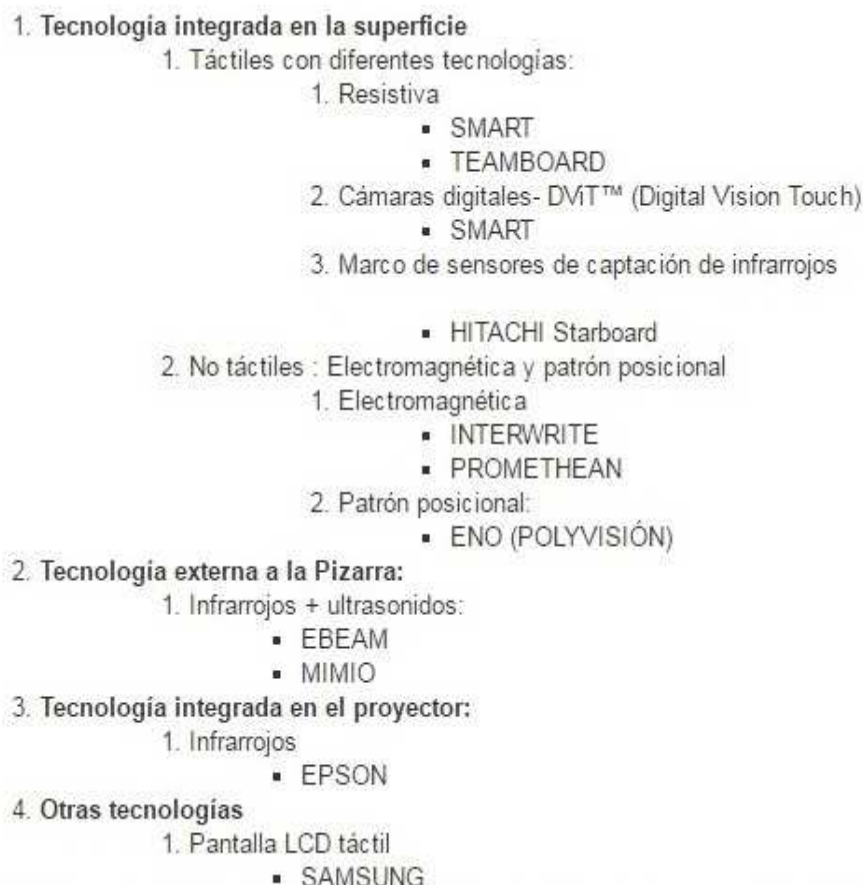 1. Tecnología integrada en la superficie
1. Táctiles con diferentes tecnologías:
1. Resistiva
▪ SMART
▪ TEAMBOARD
2. Cámaras digitales- DViT™ (Digital Vision Touch)
▪ SMART
3. Marco de sensores de captación de infrarrojos
▪ HITACHI Starboard
2. No táctiles : Electromagnética y patrón posicional
1. Electromagnética
▪ INTERWRITE
▪ PROMETHEAN
2. Patrón posicional:
▪ ENO (POLYVISIÓN)
2. Tecnología externa a la Pizarra:
1. Infrarrojos + ultrasonidos:
▪ EBEAM
▪ MIMIO
3. Tecnología integrada en el proyector:
1. Infrarrojos
▪ EPSON
4. Otras tecnologías
1. Pantalla LCD táctil
▪ SAMSUNG